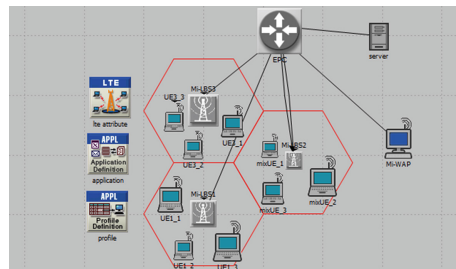 EPC
server
LTE
lte attribute
UE3_3
Mi-LBS3
UE3_1
UE3_2
APPL
Application
Definition
application
Mi-LBS2
mixUE_1
mixUE_2
mixUE_3
Mi-WAP
APPL
Profile
Definition
profile
UE1_1
Mi-LBS1
UE1_2